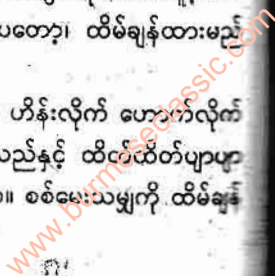 ပတော့၊ ထိမ်ချန်ထားမည်
ဟိန်းလိုက် ဟောက်လိုက်
သည်နှင့် ထိတ်ထိတ်ပျာပျာ
။ စစ်မေးသမျှကို ထိမ်ချန်
www.burmeseclassic.com